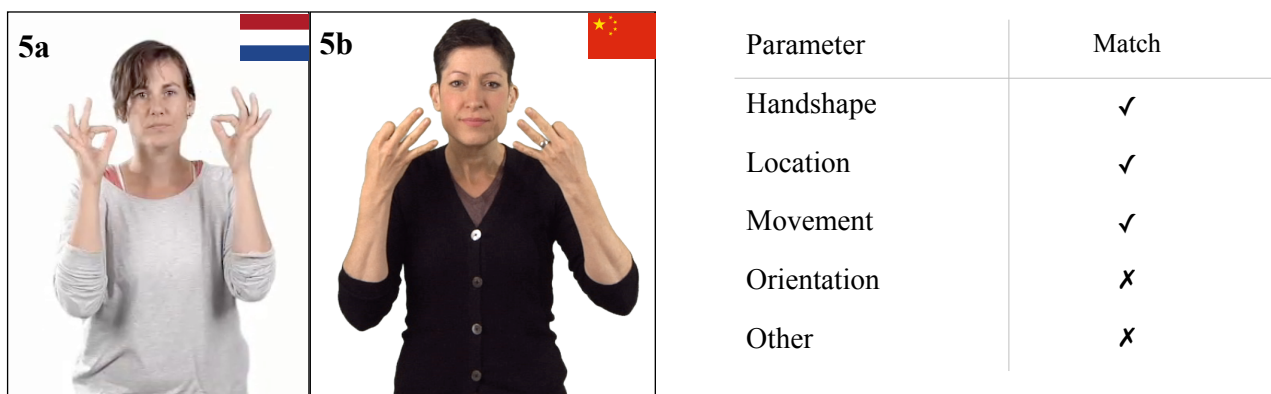 5a
5b
Parameter Match
Handshape ✓
Location ✓
Movement ✓
Orientation ✗
Other ✗